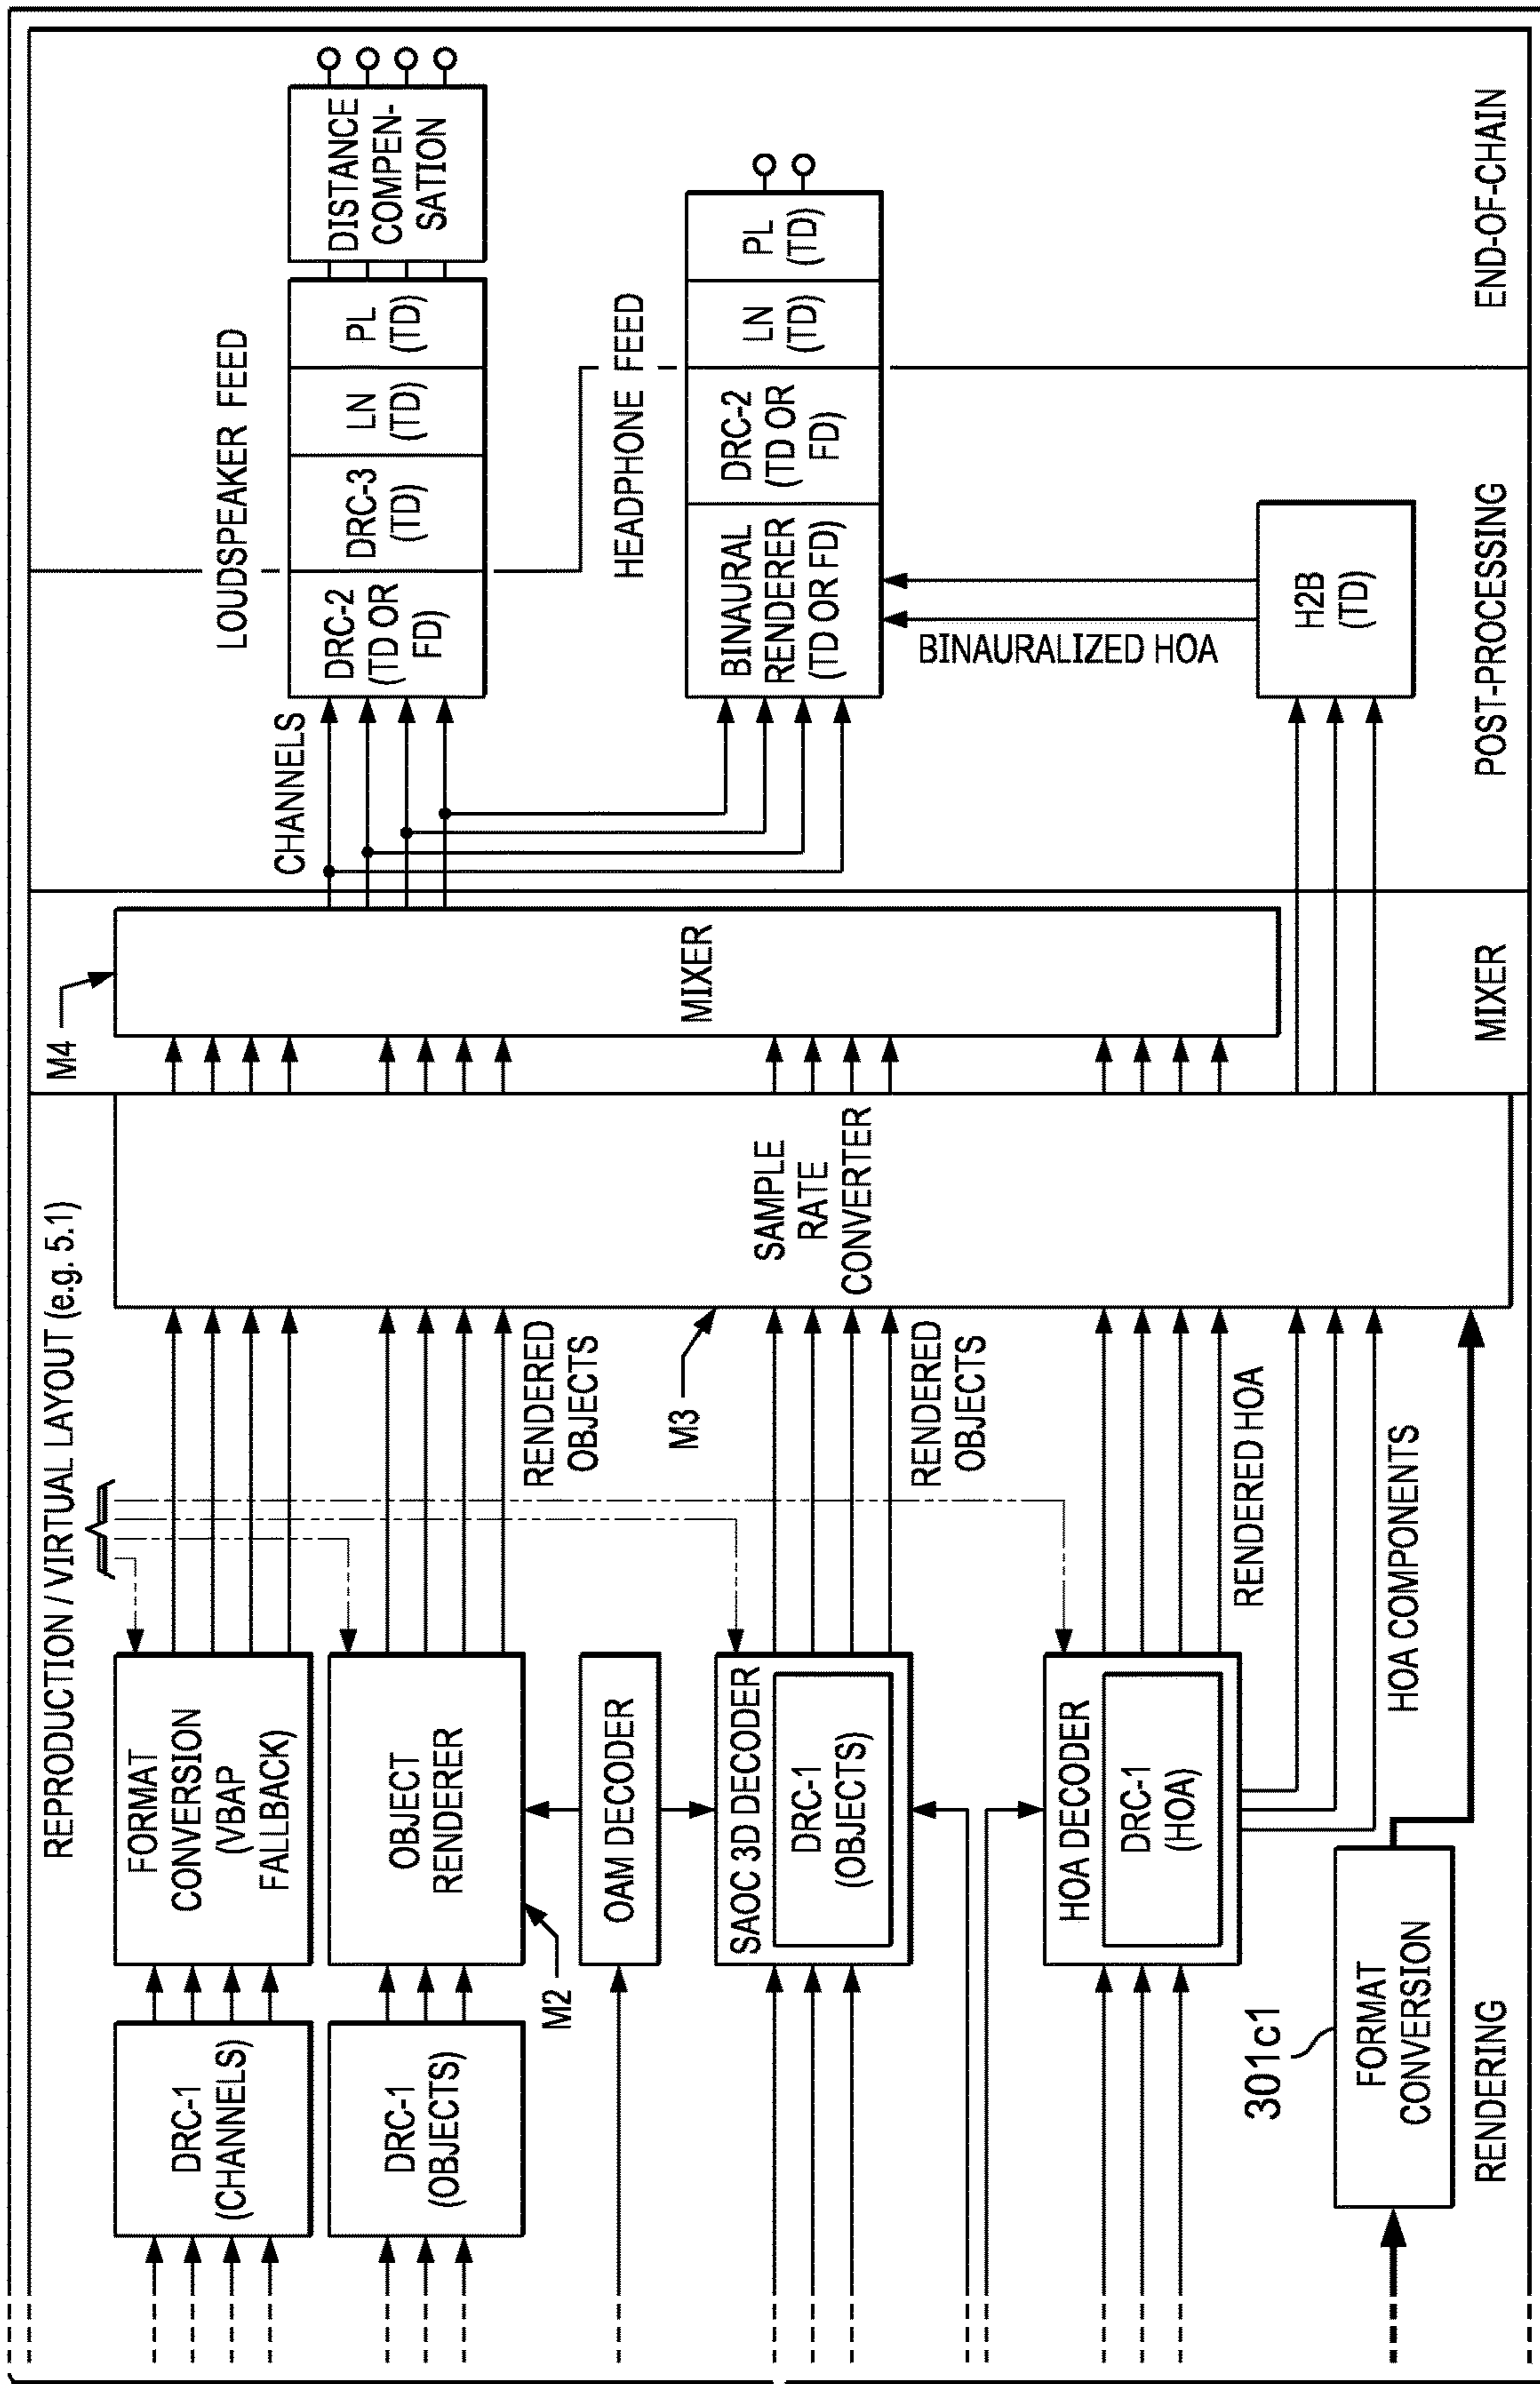 REPRODUCTION / VIRTUAL LAYOUT (e.g. 5.1)
DRC-1
(CHANNELS)
FORMAT
CONVERSION
(VBAP
FALLBACK)
DRC-1
(OBJECTS)
OBJECT
RENDERER
M2
RENDERED
OBJECTS
OAM DECODER
SAOC 3D DECODER
DRC-1
(OBJECTS)
M3
RENDERED
OBJECTS
HOA DECODER
DRC-1
(HOA)
RENDERED HOA
HOA COMPONENTS
301c1
FORMAT
CONVERSION
RENDERING
SAMPLE
RATE
CONVERTER
M4
MIXER
MIXER
CHANNELS
LOUDSPEAKER FEED
DRC-2
(TD OR
FD)
DRC-3
(TD)
LN
(TD)
PL
(TD)
DISTANCE
COMPEN-
SATION
HEADPHONE FEED
BINAURAL
RENDERER
(TD OR FD)
DRC-2
(TD OR
FD)
LN
(TD)
PL
(TD)
BINAURALIZED HOA
H2B
(TD)
POST-PROCESSING
END-OF-CHAIN